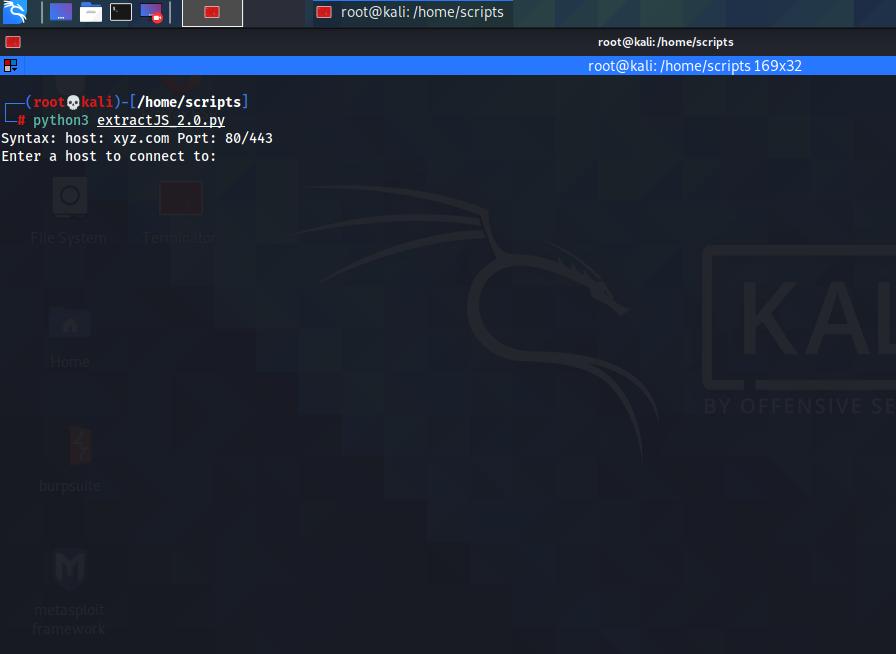 root@kali: /home/scripts
root@kali: /home/scripts
root@kali: /home/scripts 169x32
(root💀kali)-[/home/scripts]
# python3 extractJS_2.0.py
Syntax: host: xyz.com Port: 80/443
Enter a host to connect to:
File System
Terminator
KAL
Home
BY OFFENSIVE SE
burpsuite
metasploit
framework